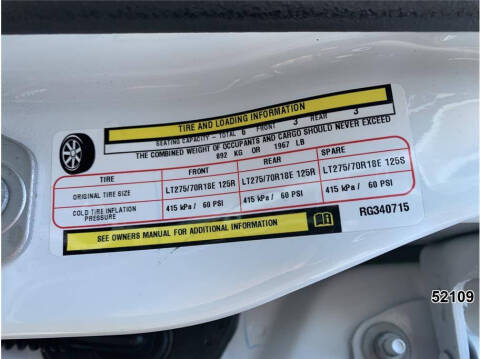 TIRE AND LOADING INFORMATION
SEATING CAPACITY - TOTAL 6 FRONT 3 REAR 3
THE COMBINED WEIGHT OF OCCUPANTS AND CARGO SHOULD NEVER EXCEED
892 KG OR 1967 LB
TIRE FRONT REAR SPARE
ORIGINAL TIRE SIZE LT275/70R18E 125R LT275/70R18E 125R LT275/70R18E 125S
COLD TIRE INFLATION PRESSURE 415 kPa / 60 PSI 415 kPa / 60 PSI 415 kPa / 60 PSI
SEE OWNERS MANUAL FOR ADDITIONAL INFORMATION
RG340715
52109